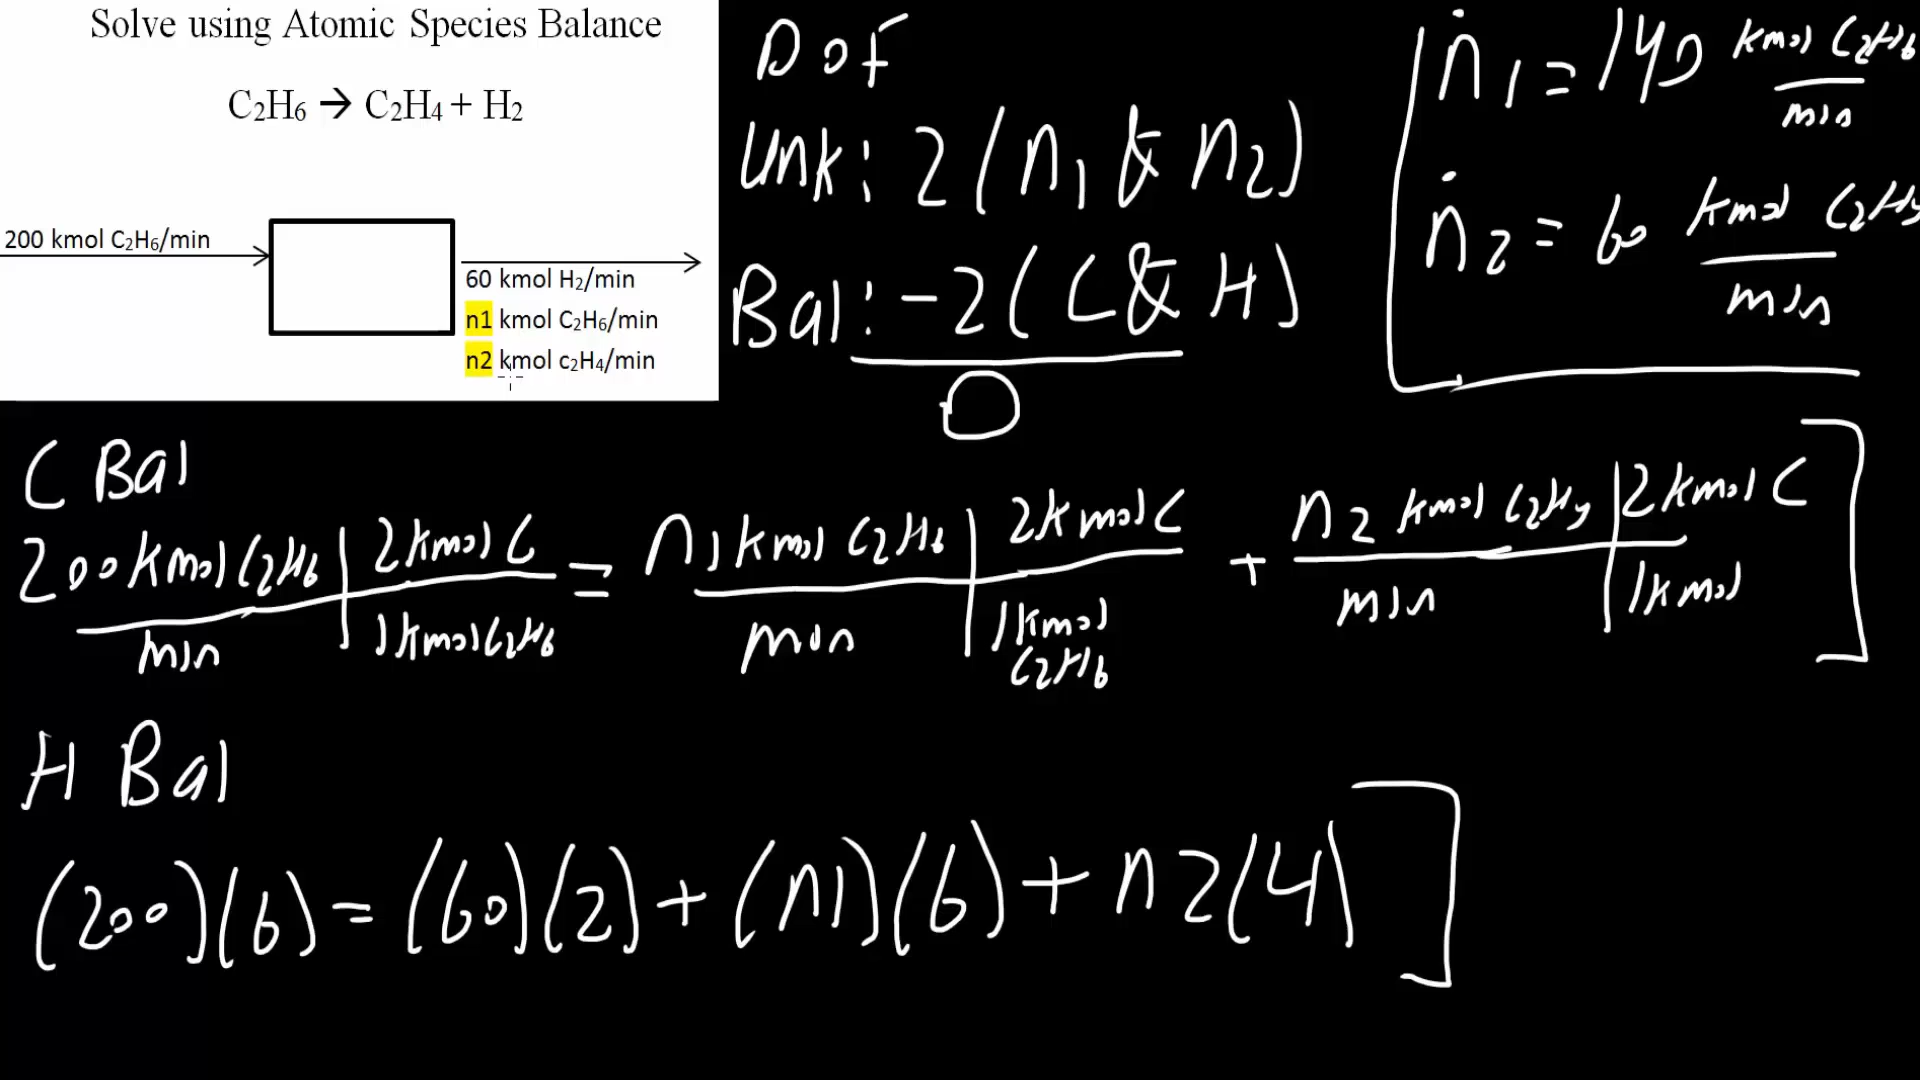 Solve using Atomic Species Balance
C2H6 → C2H4 + H2
200 kmol C2H6/min
60 kmol H2/min
n1 kmol C2H6/min
n2 kmol c2H4/min
DOF
Unk: 2 (n1 & n2)
Bal: -2 (C & H)
0
ṅ1 = 140 kmol C2H6 / min
ṅ2 = 60 kmol C2H4 / min
C Bal
200 kmol C2H6 / min | 2 kmol C / 1 kmol C2H6 = n1 kmol C2H6 / min | 2 kmol C / 1 kmol C2H6 + n2 kmol C2H4 / min | 2 kmol C / 1 kmol ]
H Bal
(200)(6) = (60)(2) + (n1)(6) + n2(4) ]